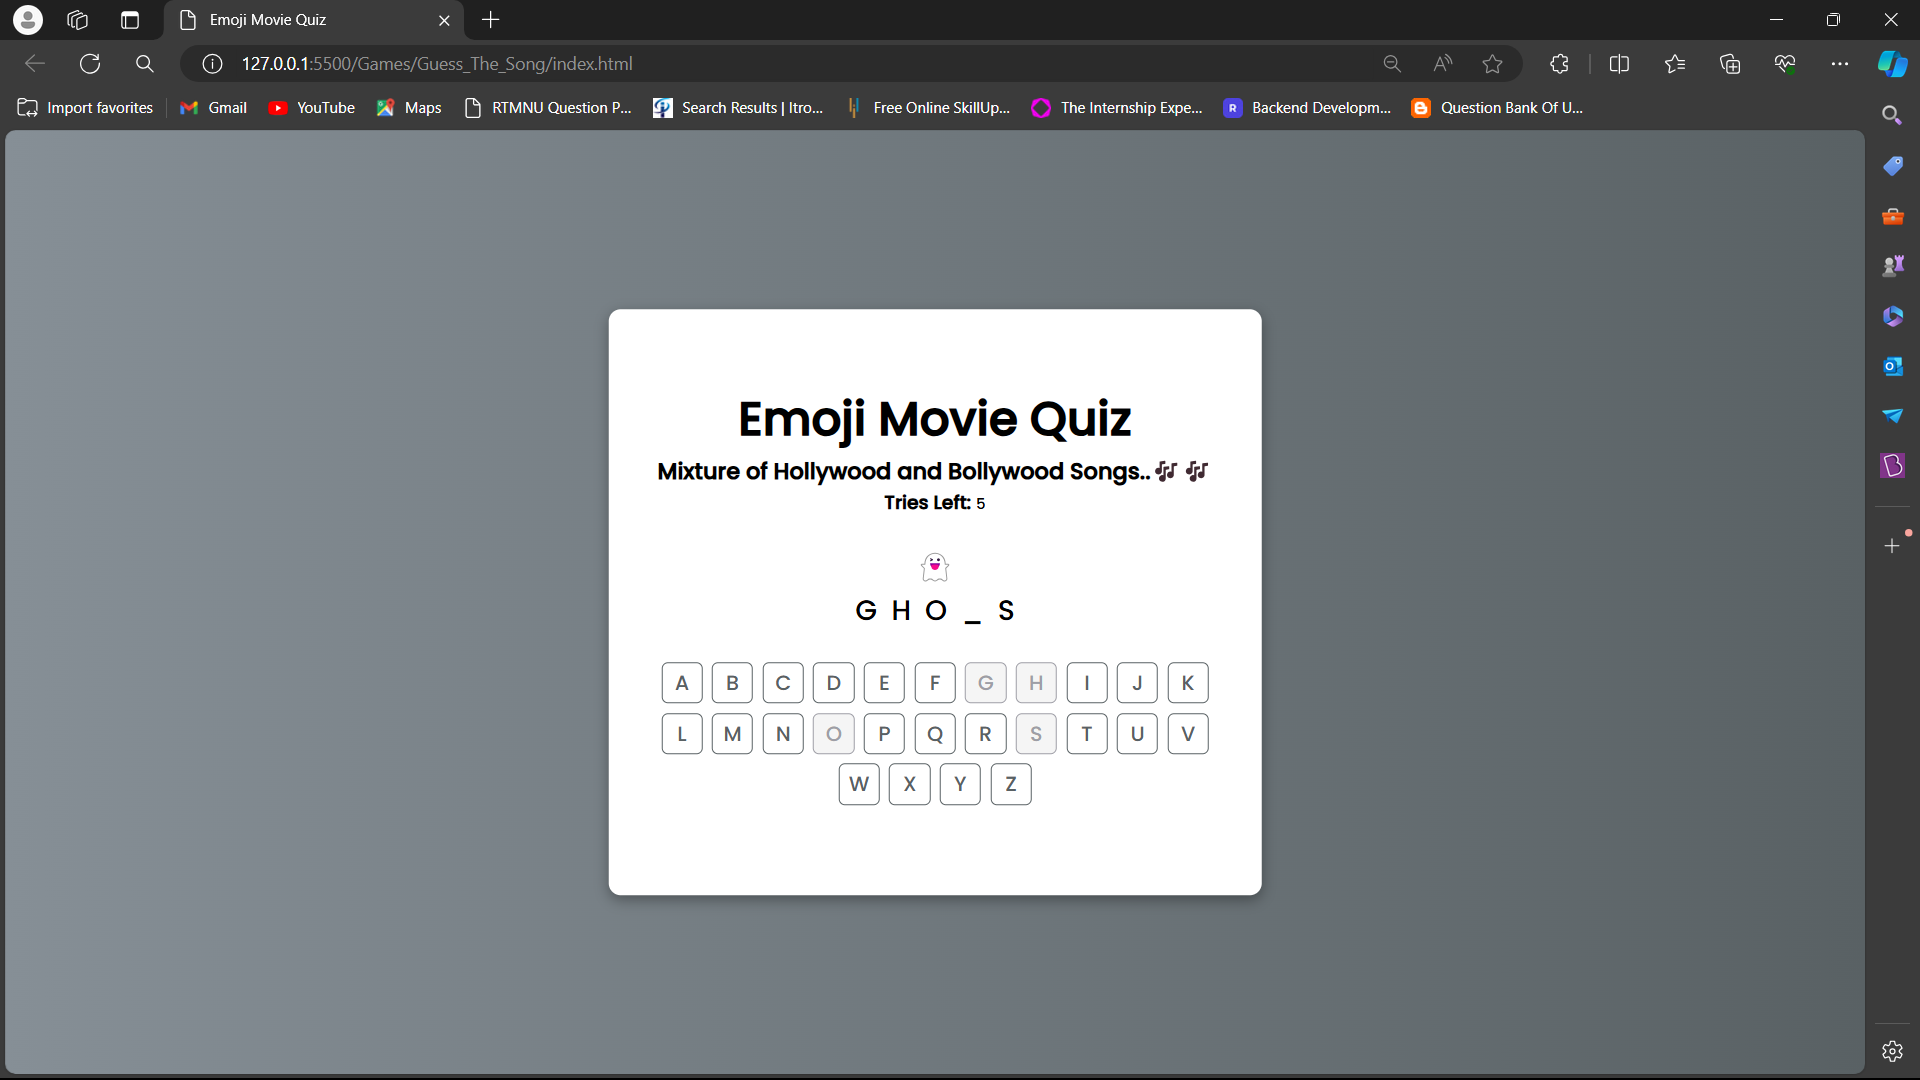 Emoji Movie Quiz
127.0.0.1:5500/Games/Guess_The_Song/index.html
Import favorites Gmail YouTube Maps RTMNU Question P... Search Results | Itro... Free Online SkillUp... The Internship Expe... R Backend Developm... Question Bank Of U...
Emoji Movie Quiz
Mixture of Hollywood and Bollywood Songs..🎶 🎶
Tries Left: 5
G H O _ S
A B C D E F G H I J K
L M N O P Q R S T U V
W X Y Z